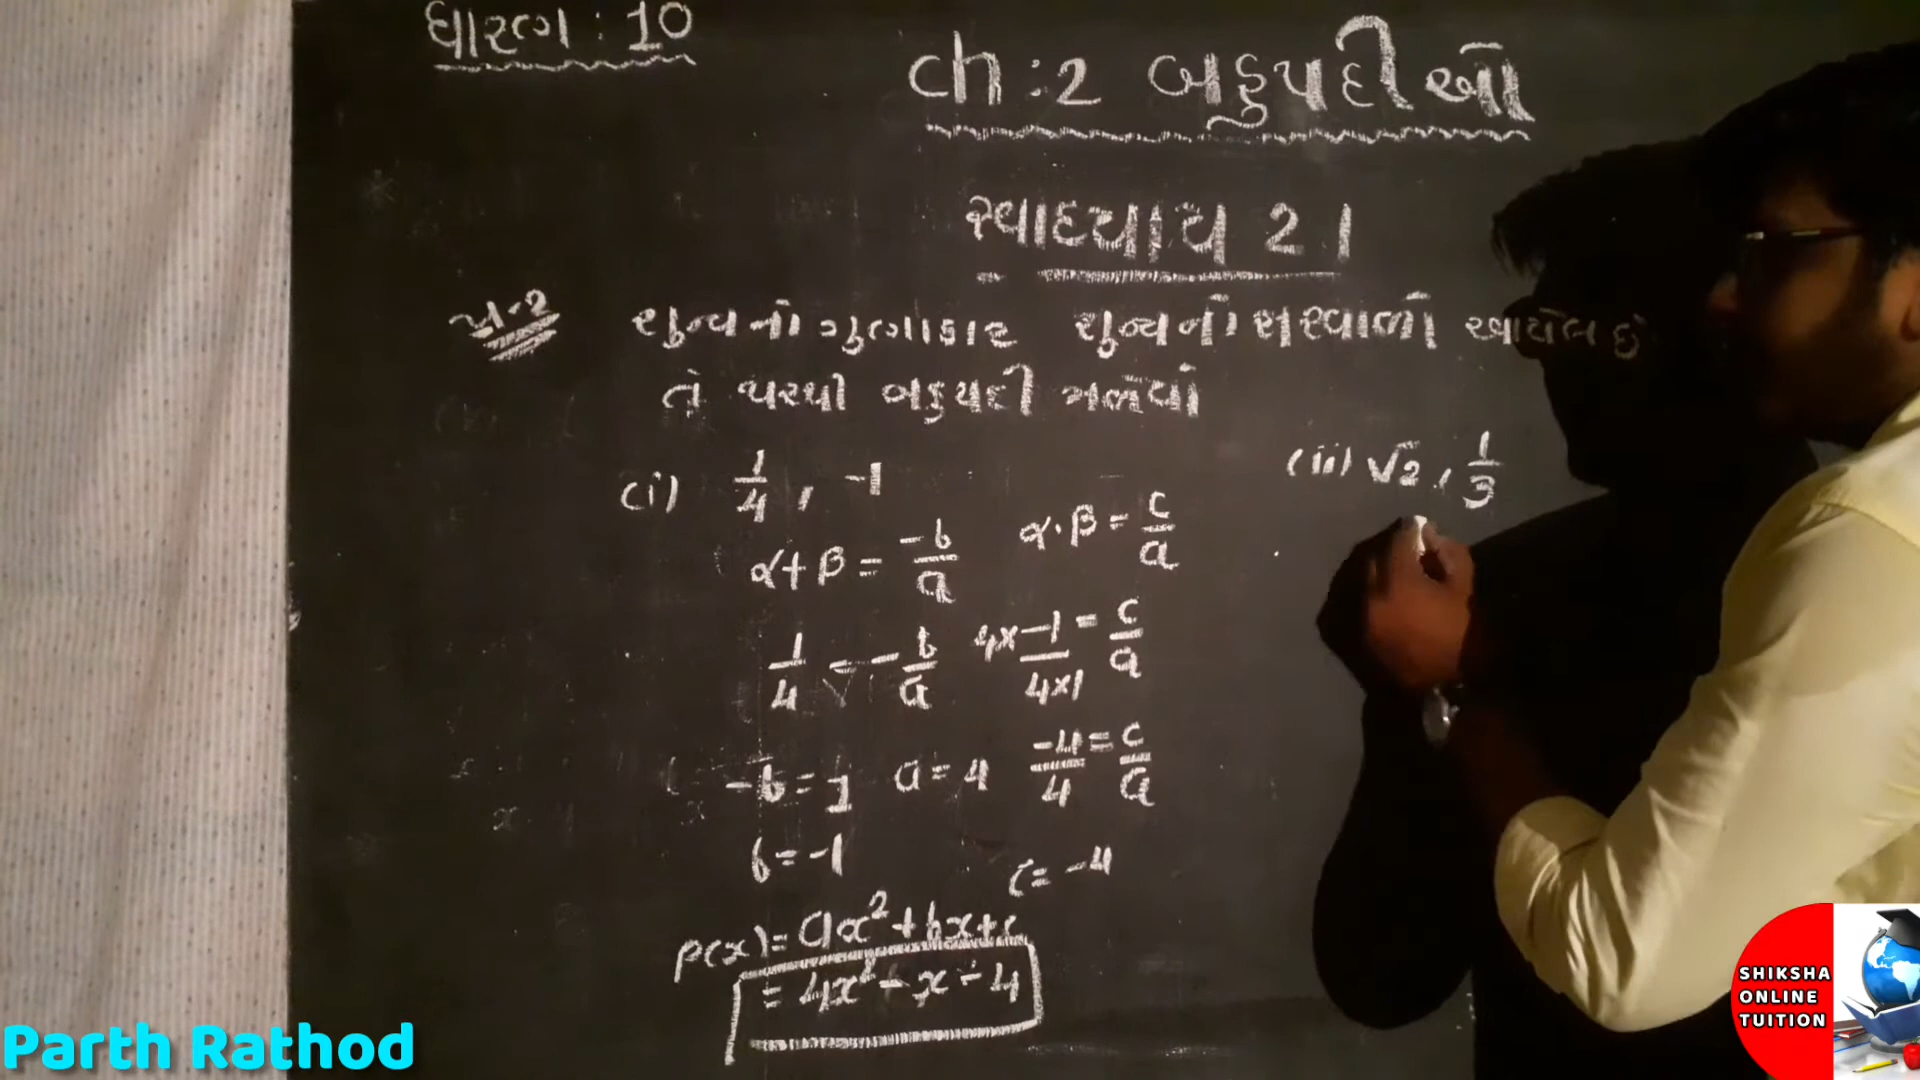 ધોરણ : 10
ch : 2 બહુપદીઓ
સ્વાધ્યાય 2.1
પ્ર-2 શુન્યનો ગુણાકાર શુન્યનો સરવાળો આપેલ છે
તે પરથી બહુપદી મેળવો
(i) 1/4 , -1
α+β = -b/a α·β = c/a
1/4 = -b/a 4×-1/4×1 = c/a
-b = 1 a = 4 -4/4 = c/a
b = -1 c = -4
p(x) = ax² + bx + c
= 4x² - x - 4
(ii) √2 , 1/3
SHIKSHA
ONLINE
TUITION
Parth Rathod